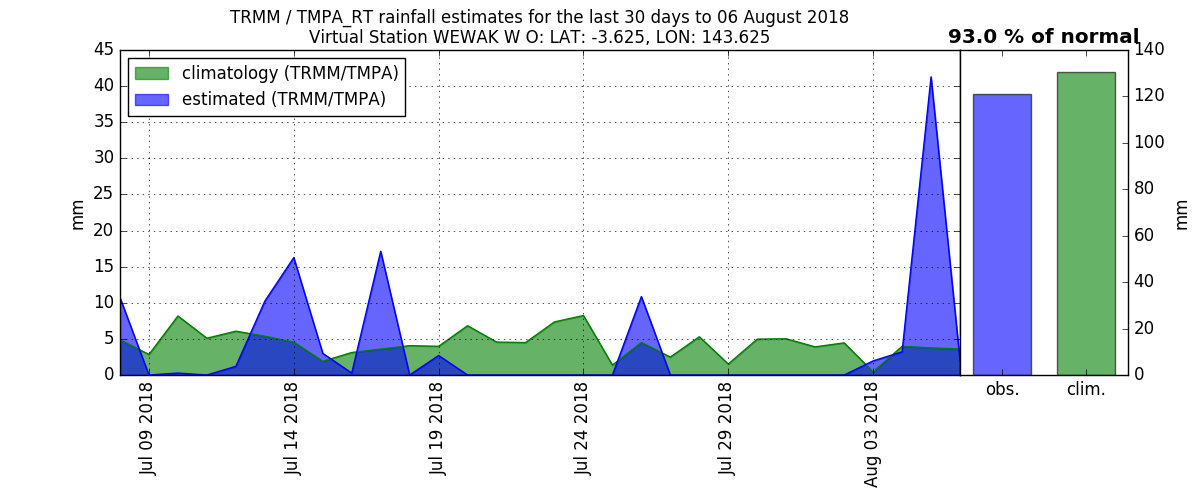 TRMM / TMPA_RT rainfall estimates for the last 30 days to 06 August 2018
Virtual Station WEWAK W O: LAT: -3.625, LON: 143.625
93.0 % of normal
climatology (TRMM/TMPA)
estimated (TRMM/TMPA)
45
40
35
30
25
20
15
10
5
0
mm
Jul 09 2018
Jul 14 2018
Jul 19 2018
Jul 24 2018
Jul 29 2018
Aug 03 2018
obs.
clim.
140
120
100
80
60
40
20
0
mm